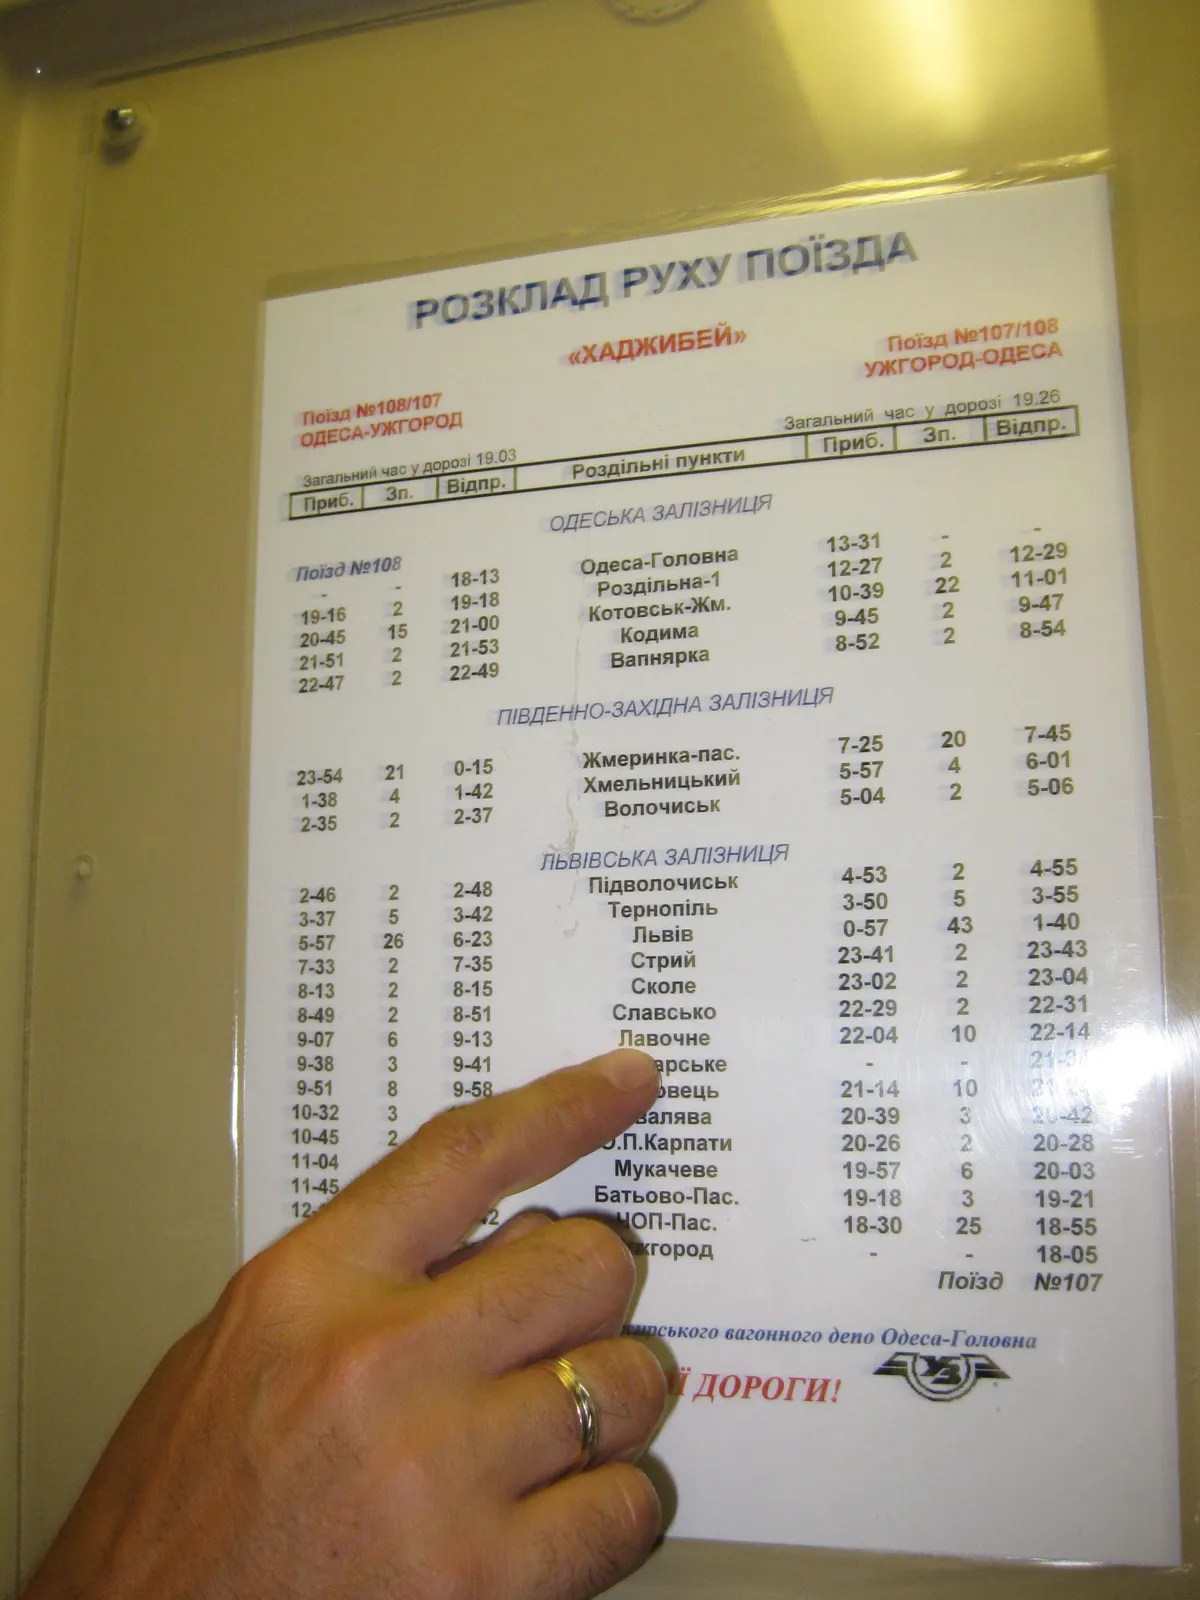 РОЗКЛАД РУХУ ПОЇЗДА
«ХАДЖИБЕЙ»
Поїзд №108/107 Поїзд №107/108
ОДЕСА-УЖГОРОД УЖГОРОД-ОДЕСА
Загальний час у дорозі 19.03 Загальний час у дорозі 19.26
Приб. Зп. Відпр. Роздільні пункти Приб. Зп. Відпр.
ОДЕСЬКА ЗАЛІЗНИЦЯ
Поїзд №108
- - 18-13 Одеса-Головна 13-31 - -
19-16 2 19-18 Роздільна-1 12-27 2 12-29
20-45 15 21-00 Котовськ-Жм. 10-39 22 11-01
21-51 2 21-53 Кодима 9-45 2 9-47
22-47 2 22-49 Вапнярка 8-52 2 8-54
ПІВДЕННО-ЗАХІДНА ЗАЛІЗНИЦЯ
23-54 21 0-15 Жмеринка-пас. 7-25 20 7-45
1-38 4 1-42 Хмельницький 5-57 4 6-01
2-35 2 2-37 Волочиськ 5-04 2 5-06
ЛЬВІВСЬКА ЗАЛІЗНИЦЯ
2-46 2 2-48 Підволочиськ 4-53 2 4-55
3-37 5 3-42 Тернопіль 3-50 5 3-55
5-57 26 6-23 Львів 0-57 43 1-40
7-33 2 7-35 Стрий 23-41 2 23-43
8-13 2 8-15 Сколе 23-02 2 23-04
8-49 2 8-51 Славсько 22-29 2 22-31
9-07 6 9-13 Лавочне 22-04 10 22-14
9-38 3 9-41 - -
9-51 8 9-58 21-14 10
10-32 3 20-39 3 20-42
10-45 2 О.П.Карпати 20-26 2 20-28
11-04 Мукачеве 19-57 6 20-03
11-45 Батьово-Пас. 19-18 3 19-21
ЧОП-Пас. 18-30 25 18-55
- - 18-05
Поїзд №107
вагонного депо Одеса-Головна
ДОРОГИ!
УЗ